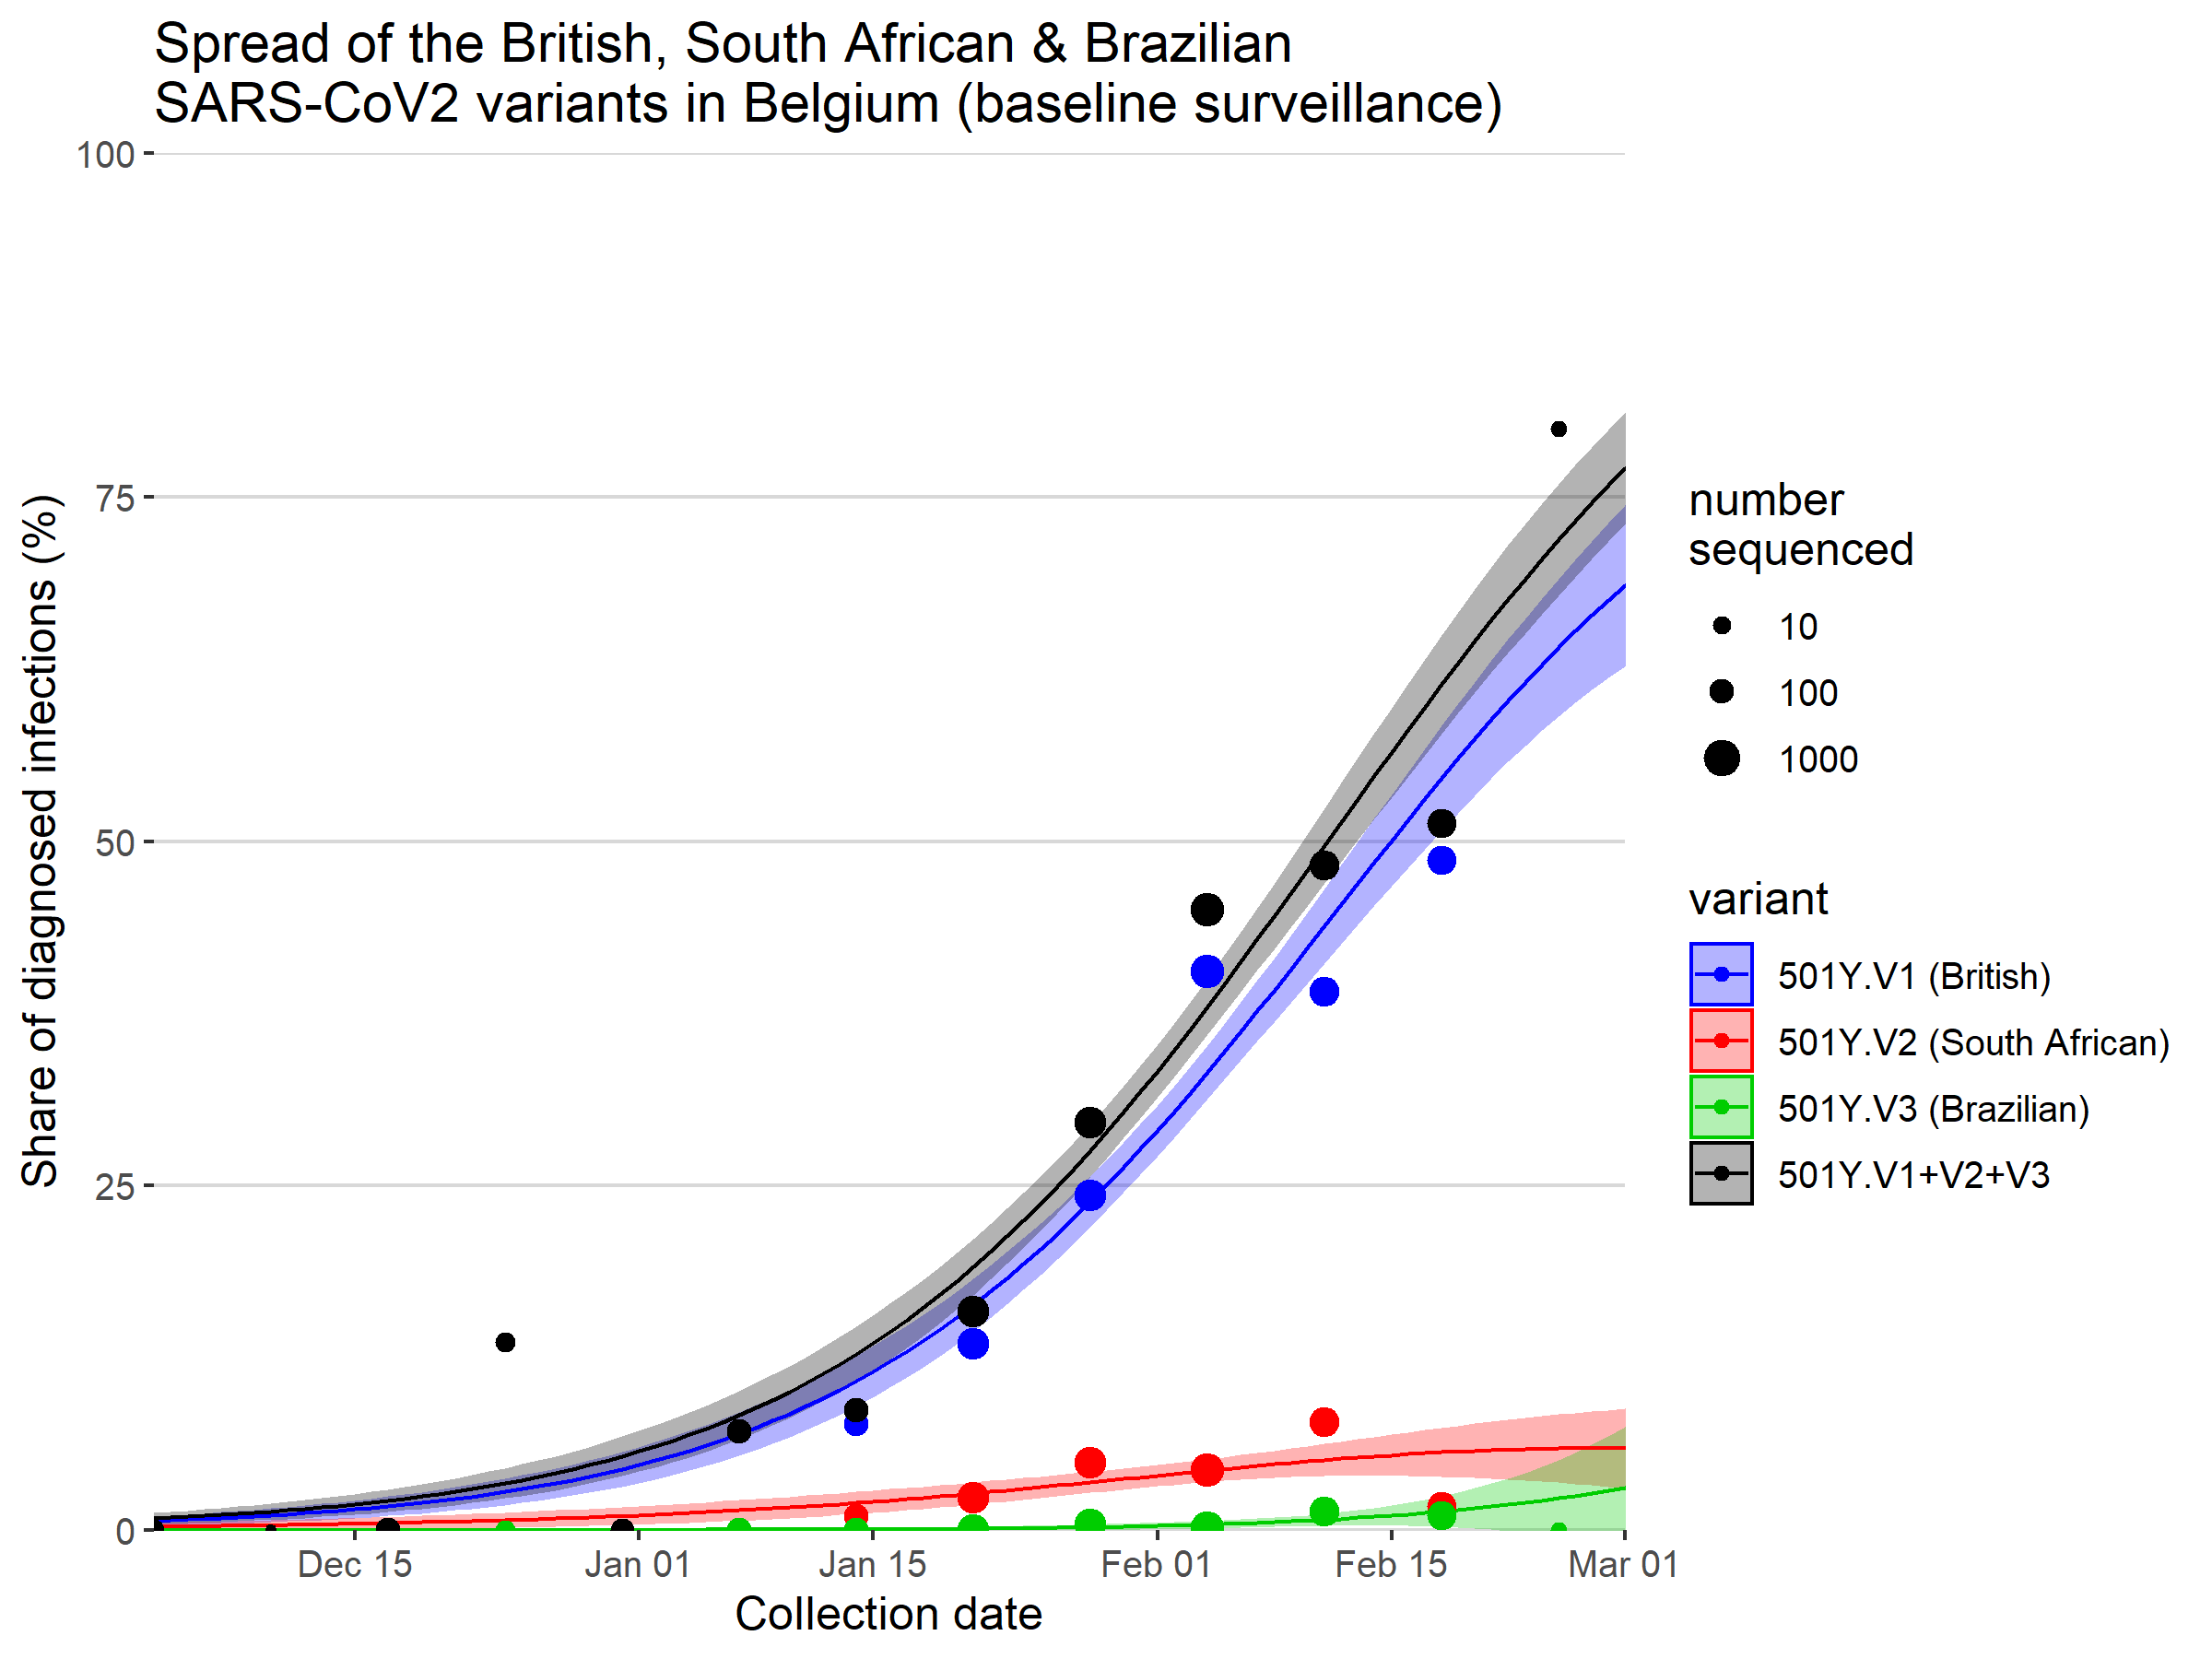 Spread of the British, South African & Brazilian
SARS-CoV2 variants in Belgium (baseline surveillance)
Share of diagnosed infections (%)
100
75
50
25
0
Dec 15
Jan 01
Jan 15
Feb 01
Feb 15
Mar 01
Collection date
number
sequenced
10
100
1000
variant
501Y.V1 (British)
501Y.V2 (South African)
501Y.V3 (Brazilian)
501Y.V1+V2+V3